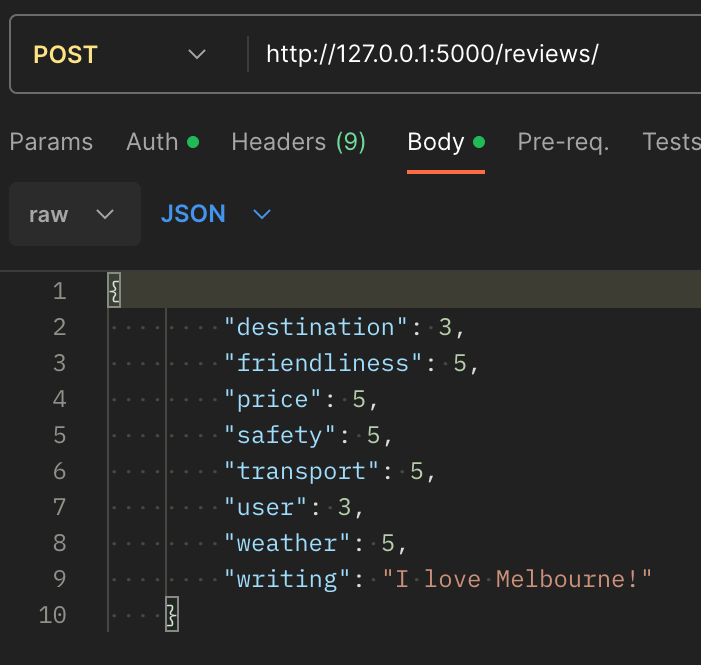 POST http://127.0.0.1:5000/reviews/
Params Auth Headers (9) Body Pre-req. Tests
raw JSON
1 {
2 "destination": 3,
3 "friendliness": 5,
4 "price": 5,
5 "safety": 5,
6 "transport": 5,
7 "user": 3,
8 "weather": 5,
9 "writing": "I love Melbourne!"
10 }